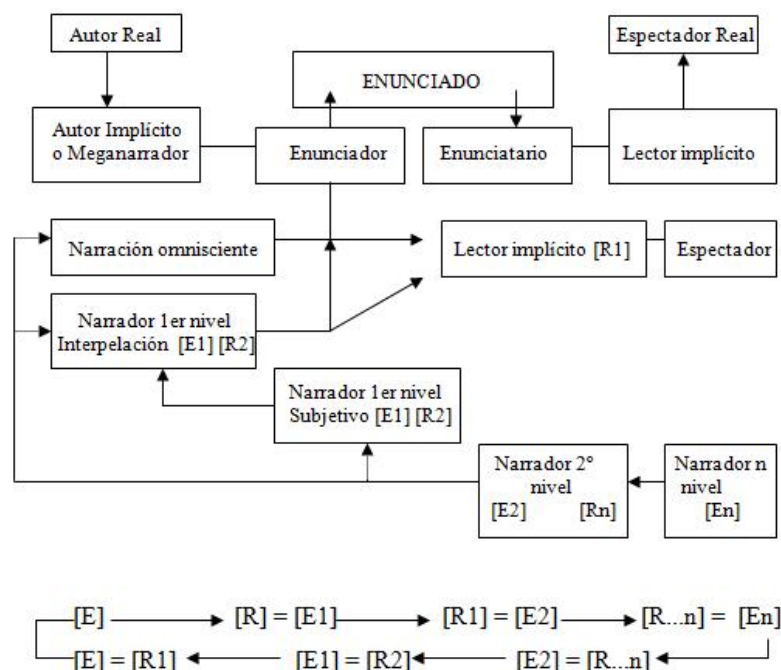 Autor Real
Espectador Real
ENUNCIADO
Autor Implícito
o Meganarrador
Enunciador
Enunciatario
Lector implícito
Narración omnisciente
Lector implícito [R1]
Espectador
Narrador 1er nivel
Interpelación [E1] [R2]
Narrador 1er nivel
Subjetivo [E1] [R2]
Narrador 2º
nivel
[E2] [Rn]
Narrador n
nivel
[En]
[E] [R] = [E1] [R1] = [E2] [R...n] = [En]
[E] = [R1] [E1] = [R2] [E2] = [R...n]